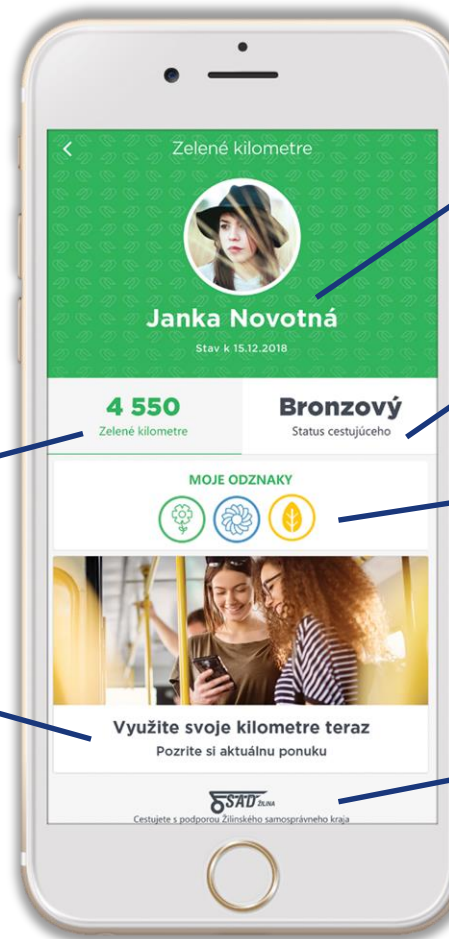 Zelené kilometre
Janka Novotná
Stav k 15.12.2018
4 550
Zelené kilometre
Bronzový
Status cestujúceho
MOJE ODZNAKY
Využite svoje kilometre teraz
Pozrite si aktuálnu ponuku
SAD ŽILINA
Cestujete s podporou Žilinského samosprávneho kraja